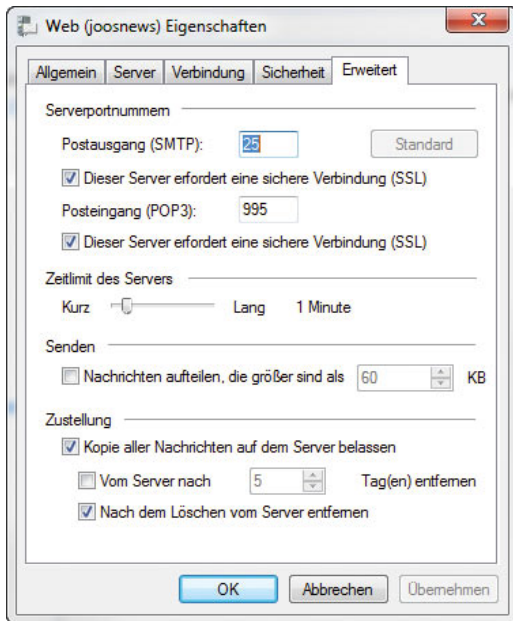 Web (joosnews) Eigenschaften
Allgemein Server Verbindung Sicherheit Erweitert
Serverportnummern
Postausgang (SMTP): 25 Standard
Dieser Server erfordert eine sichere Verbindung (SSL)
Posteingang (POP3): 995
Dieser Server erfordert eine sichere Verbindung (SSL)
Zeitlimit des Servers
Kurz Lang 1 Minute
Senden
Nachrichten aufteilen, die größer sind als 60 KB
Zustellung
Kopie aller Nachrichten auf dem Server belassen
Vom Server nach 5 Tag(en) entfernen
Nach dem Löschen vom Server entfernen
OK Abbrechen Übernehmen